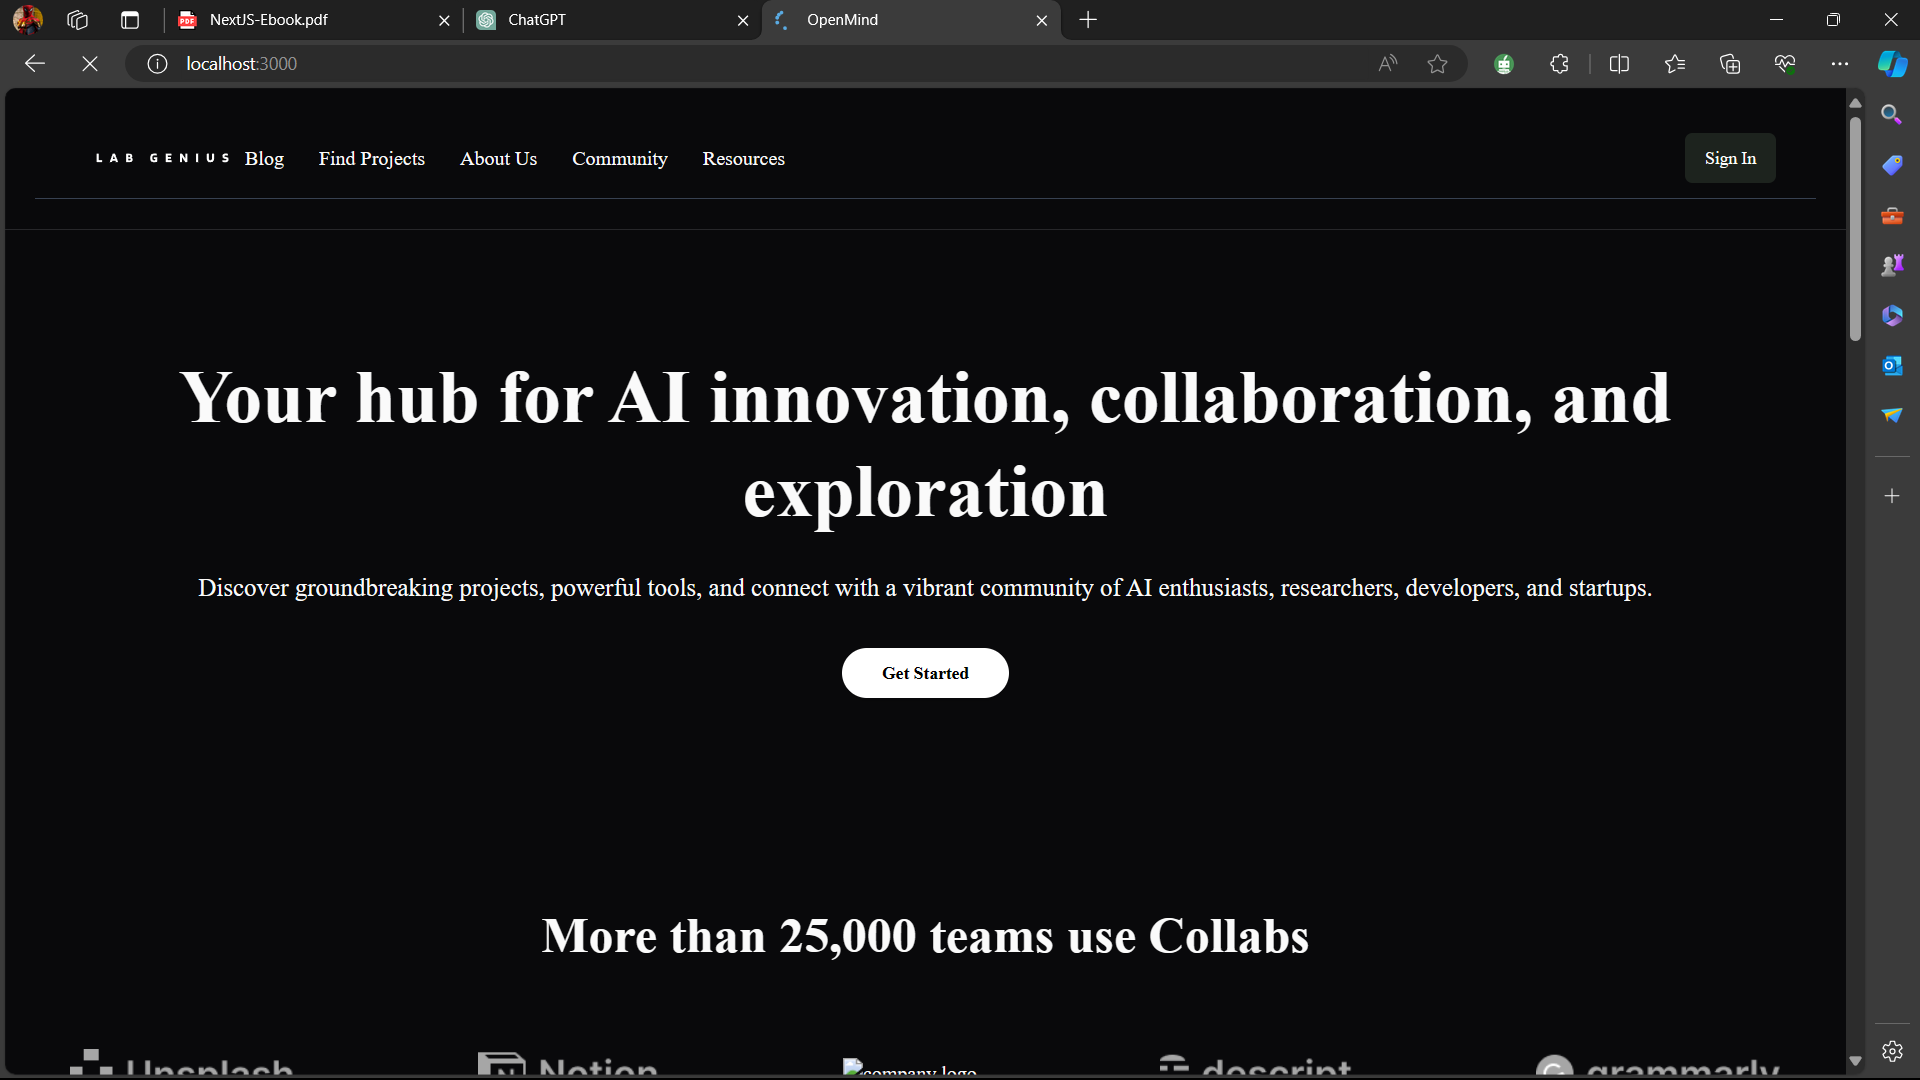 NextJS-Ebook.pdf
ChatGPT
OpenMind
localhost:3000
LAB GENIUS Blog Find Projects About Us Community Resources Sign In
Your hub for AI innovation, collaboration, and
exploration
Discover groundbreaking projects, powerful tools, and connect with a vibrant community of AI enthusiasts, researchers, developers, and startups.
Get Started
More than 25,000 teams use Collabs
Unsplash Notion company logo descript grammarly